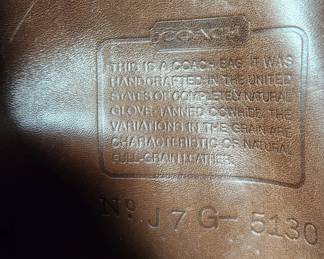 COACH
THIS IS A COACH BAG. IT WAS
HANDCRAFTED IN THE UNITED
STATES OF COMPLETELY NATURAL
GLOVE TANNED COWHIDE. THE
VARIATIONS IN THE GRAIN ARE
CHARACTERISTIC OF NATURAL
FULL-GRAIN LEATHER.
No J7G-5130